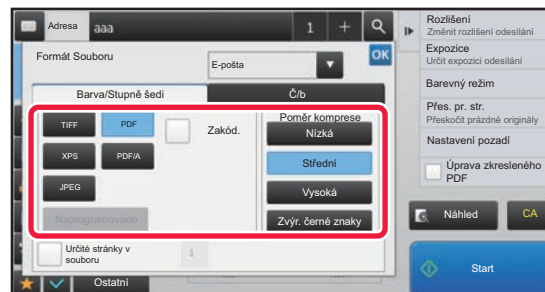 Adresa
aaa
1
+
Formát Souboru
E-pošta
OK
Barva/Stupně šedi
Č/b
TIFF
PDF
Zakód.
XPS
PDF/A
JPEG
Naprogramováno
Poměr komprese
Nízká
Střední
Vysoká
Zvýr. černé znaky
Určité stránky v
souboru
1
Ostatní
Rozlišení
Změnit rozlišení odesílání
Expozice
Určit expozici odesílání
Barevný režim
Přes. pr. str.
Přeskočit prázdné originály
Nastavení pozadí
Úprava zkresleného
PDF
Náhled
CA
Start